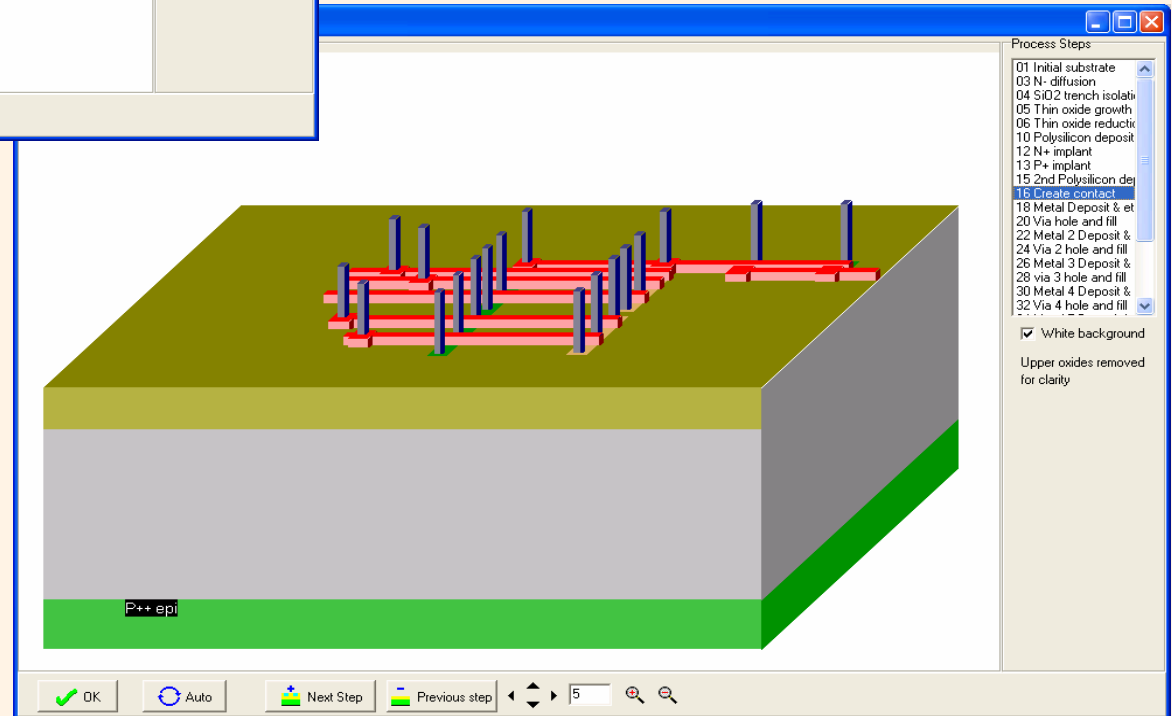 Process Steps
01 Initial substrate
03 N- diffusion
04 SiO2 trench isolati
05 Thin oxide growth
06 Thin oxide reductic
10 Polysilicon deposit
12 N+ implant
13 P+ implant
15 2nd Polysilicon dep
16 Create contact
18 Metal Deposit & et
20 Via hole and fill
22 Metal 2 Deposit &
24 Via 2 hole and fill
26 Metal 3 Deposit &
28 via 3 hole and fill
30 Metal 4 Deposit &
32 Via 4 hole and fill
White background
Upper oxides removed
for clarity
P++ epi
OK Auto Next Step Previous step 5